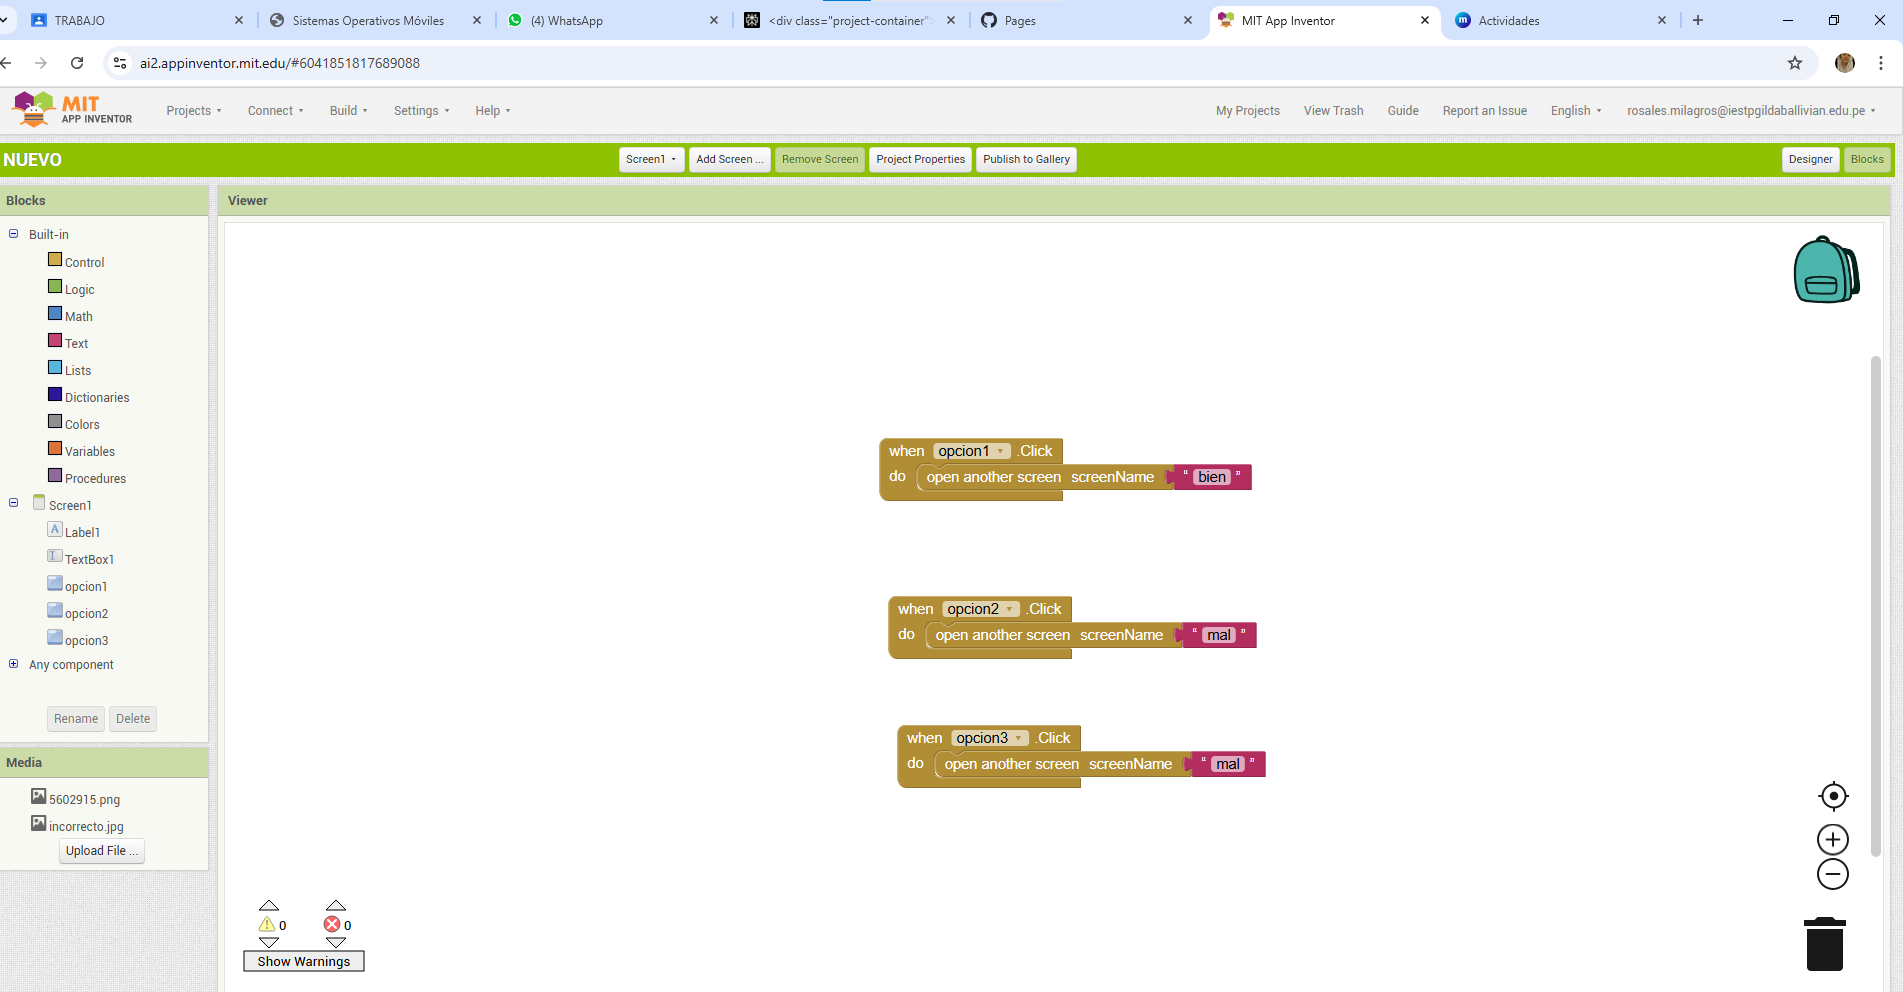 TRABAJO
Sistemas Operativos Móviles
(4) WhatsApp
<div class="project-container"
Pages
MIT App Inventor
Actividades
ai2.appinventor.mit.edu/#6041851817689088
MIT
APP INVENTOR
Projects
Connect
Build
Settings
Help
My Projects
View Trash
Guide
Report an Issue
English
rosales.milagros@iestpgildaballivian.edu.pe
NUEVO
Screen1
Add Screen ...
Remove Screen
Project Properties
Publish to Gallery
Designer
Blocks
Blocks
Viewer
Built-in
Control
Logic
Math
Text
Lists
Dictionaries
Colors
Variables
Procedures
Screen1
Label1
TextBox1
opcion1
opcion2
opcion3
Any component
Rename
Delete
Media
5602915.png
incorrecto.jpg
Upload File ...
when opcion1 .Click
do open another screen screenName " bien "
when opcion2 .Click
do open another screen screenName " mal "
when opcion3 .Click
do open another screen screenName " mal "
0
0
Show Warnings